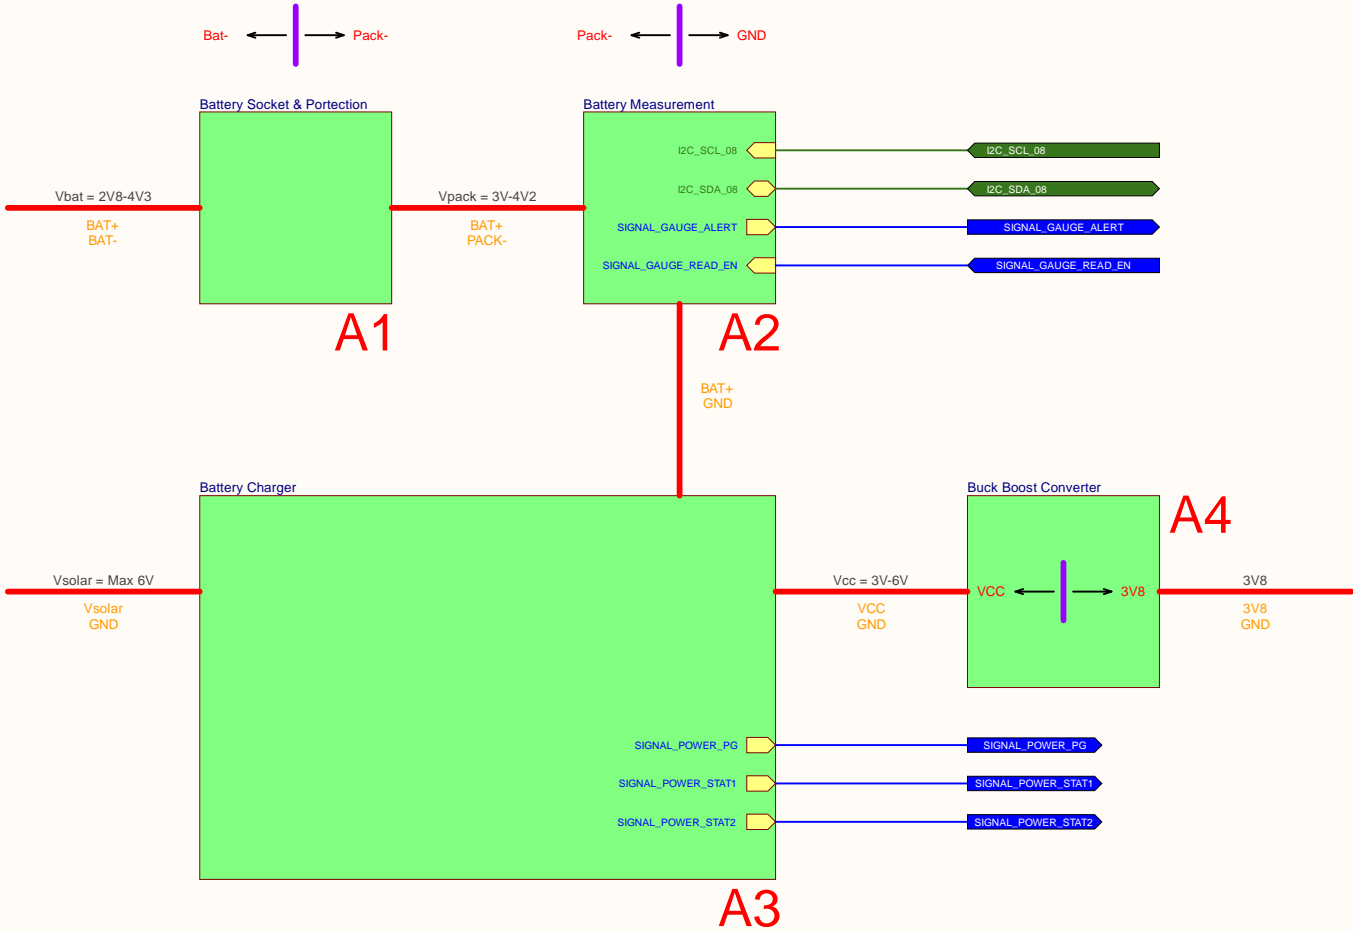 Bat-
Pack-
Pack-
GND
Battery Socket & Portection
Battery Measurement
I2C_SCL_08
I2C_SCL_08
Vbat = 2V8-4V3
Vpack = 3V-4V2
I2C_SDA_08
I2C_SDA_08
BAT+
BAT-
BAT+
PACK-
SIGNAL_GAUGE_ALERT
SIGNAL_GAUGE_ALERT
SIGNAL_GAUGE_READ_EN
SIGNAL_GAUGE_READ_EN
A1
A2
BAT+
GND
Battery Charger
Buck Boost Converter
A4
Vsolar = Max 6V
Vcc = 3V-6V
VCC
3V8
3V8
Vsolar
GND
VCC
GND
3V8
GND
SIGNAL_POWER_PG
SIGNAL_POWER_PG
SIGNAL_POWER_STAT1
SIGNAL_POWER_STAT1
SIGNAL_POWER_STAT2
SIGNAL_POWER_STAT2
A3